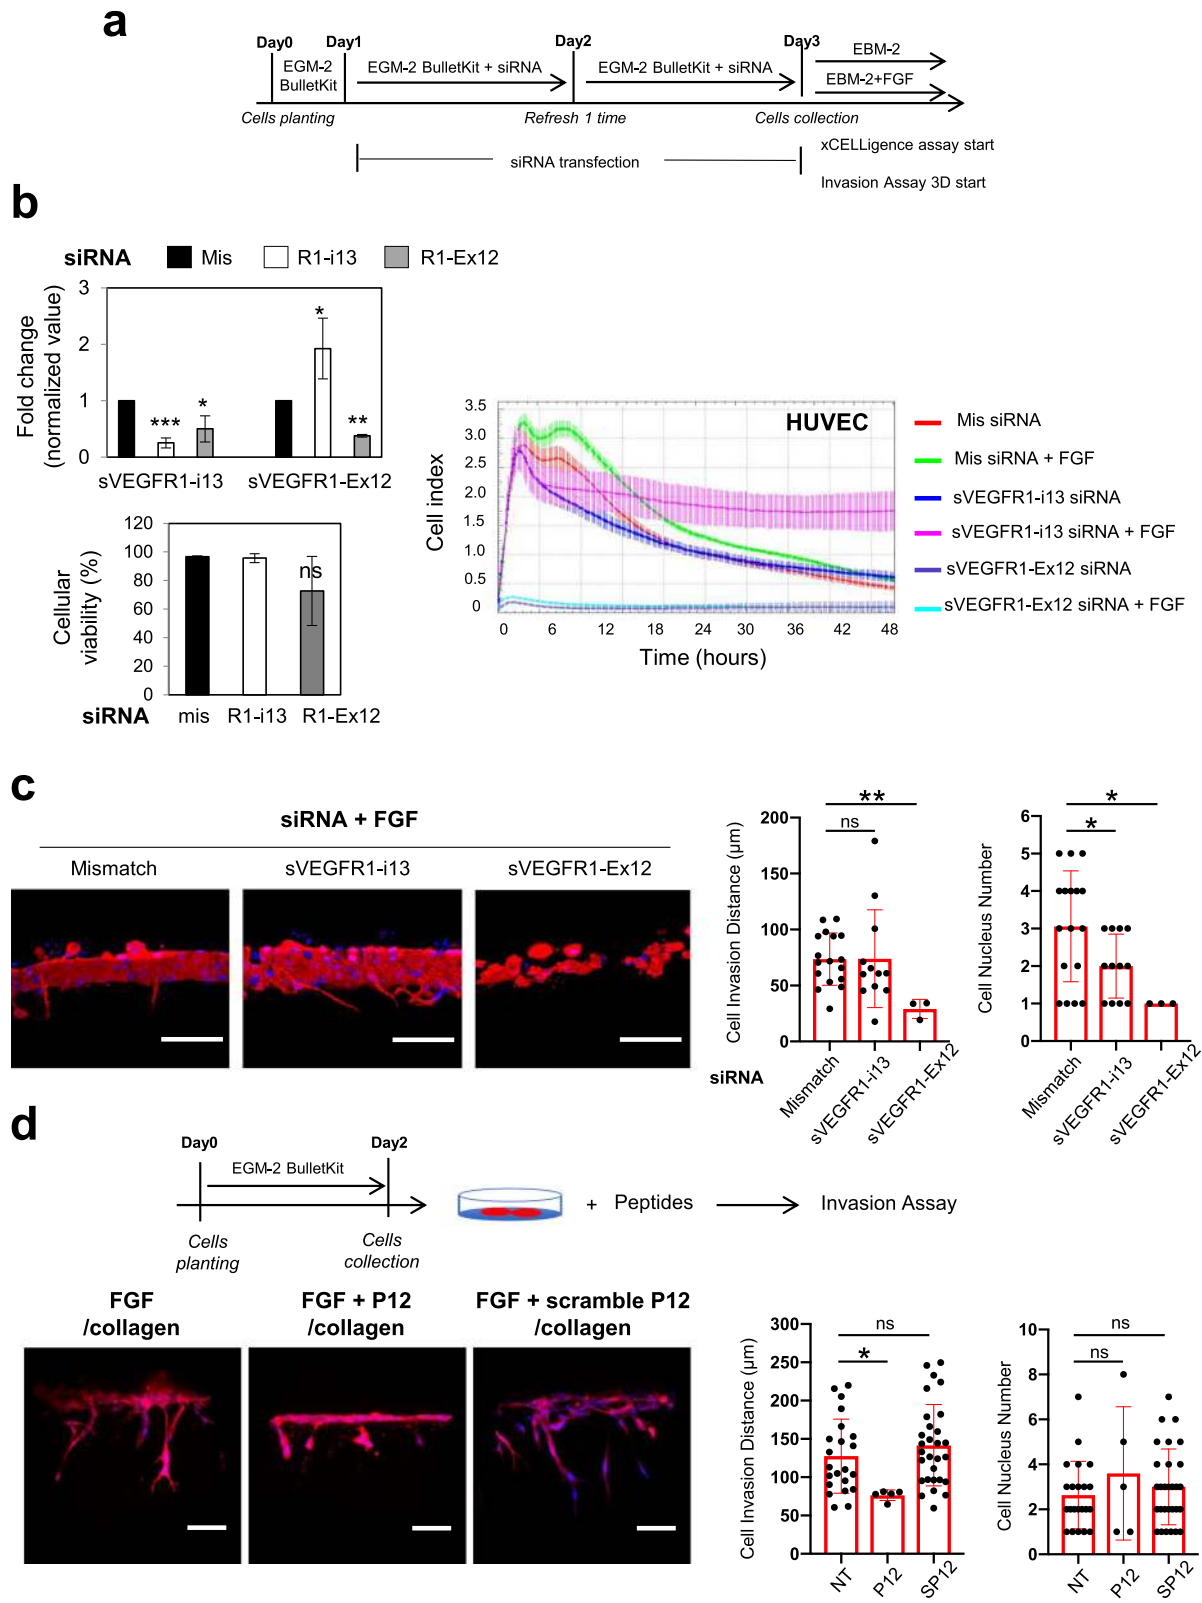 a
Day0
Day1
Day2
Day3
EGM-2
BulletKit
EGM-2 BulletKit + siRNA
EGM-2 BulletKit + siRNA
EBM-2
EBM-2+FGF
Cells planting
Refresh 1 time
Cells collection
siRNA transfection
xCELLigence assay start
Invasion Assay 3D start
b
siRNA
Mis
R1-i13
R1-Ex12
Fold change
(normalized value)
3
2
1
0
***
*
*
**
sVEGFR1-i13
sVEGFR1-Ex12
Cellular
viability (%)
120
100
80
60
40
20
0
ns
siRNA
mis
R1-i13
R1-Ex12
HUVEC
Cell index
3.5
3.0
2.5
2.0
1.5
1.0
0.5
0
0
6
12
18
24
30
36
42
48
Time (hours)
Mis siRNA
Mis siRNA + FGF
sVEGFR1-i13 siRNA
sVEGFR1-i13 siRNA + FGF
sVEGFR1-Ex12 siRNA
sVEGFR1-Ex12 siRNA + FGF
c
siRNA + FGF
Mismatch
sVEGFR1-i13
sVEGFR1-Ex12
Cell Invasion Distance (µm)
200
150
100
50
0
**
ns
siRNA
Mismatch
sVEGFR1-i13
sVEGFR1-Ex12
Cell Nucleus Number
6
5
4
3
2
1
0
*
*
Mismatch
sVEGFR1-i13
sVEGFR1-Ex12
d
Day0
Day2
EGM-2 BulletKit
Cells
planting
Cells
collection
+
Peptides
Invasion Assay
FGF
/collagen
FGF + P12
/collagen
FGF + scramble P12
/collagen
Cell Invasion Distance (µm)
300
250
200
150
100
50
0
ns
*
NT
P12
SP12
Cell Nucleus Number
10
8
6
4
2
0
ns
ns
NT
P12
SP12